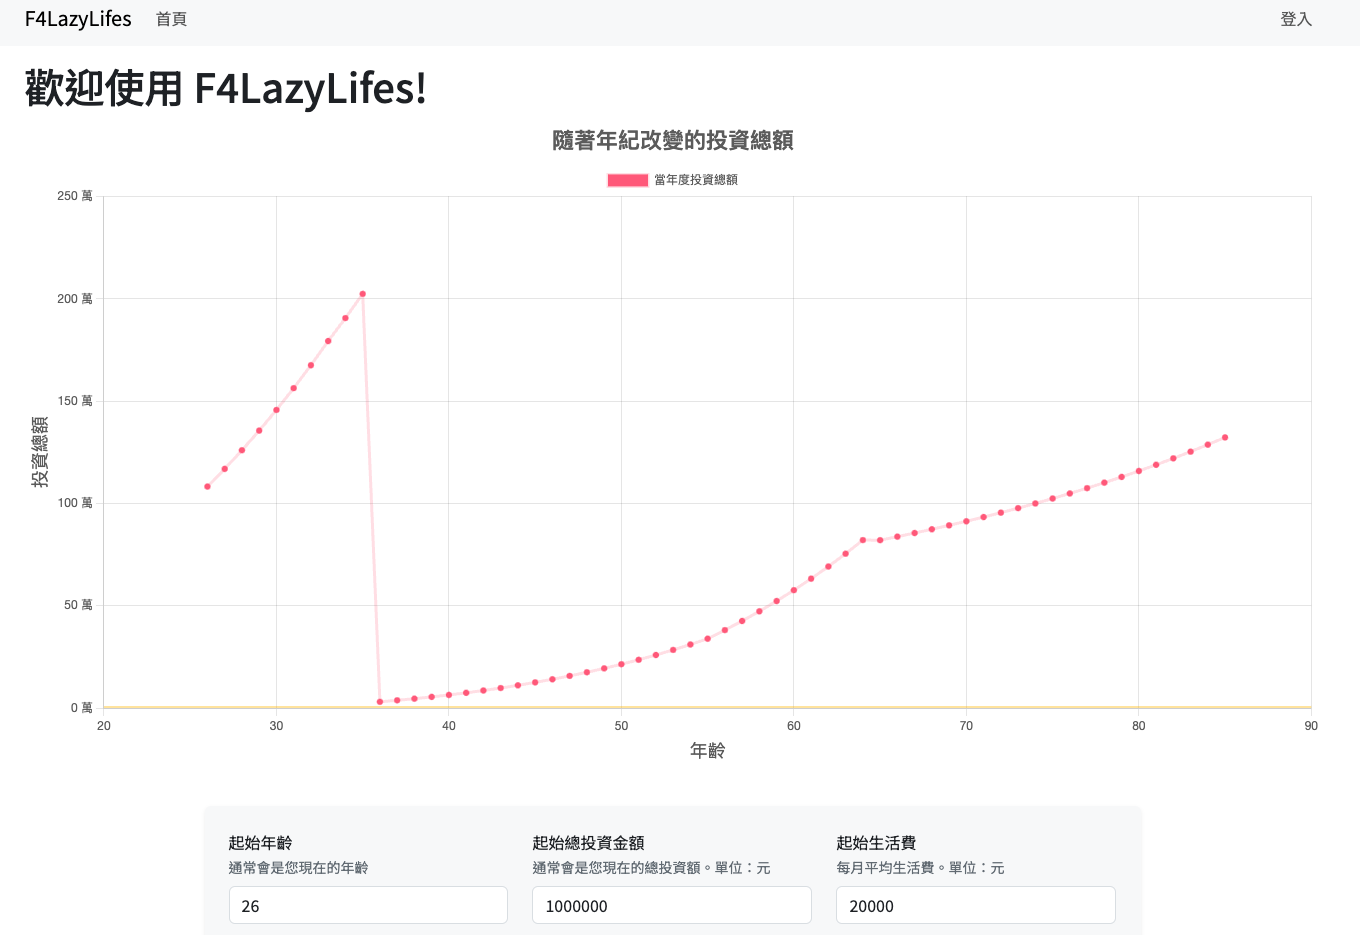 F4LazyLifes 首頁 登入
歡迎使用 F4LazyLifes!
隨著年紀改變的投資總額
當年度投資總額
250 萬
200 萬
150 萬
100 萬
50 萬
0 萬
投資總額
20 30 40 50 60 70 80 90
年齡
起始年齡 起始總投資金額 起始生活費
通常會是您現在的年齡 通常會是您現在的總投資額。單位：元 每月平均生活費。單位：元
26 1000000 20000